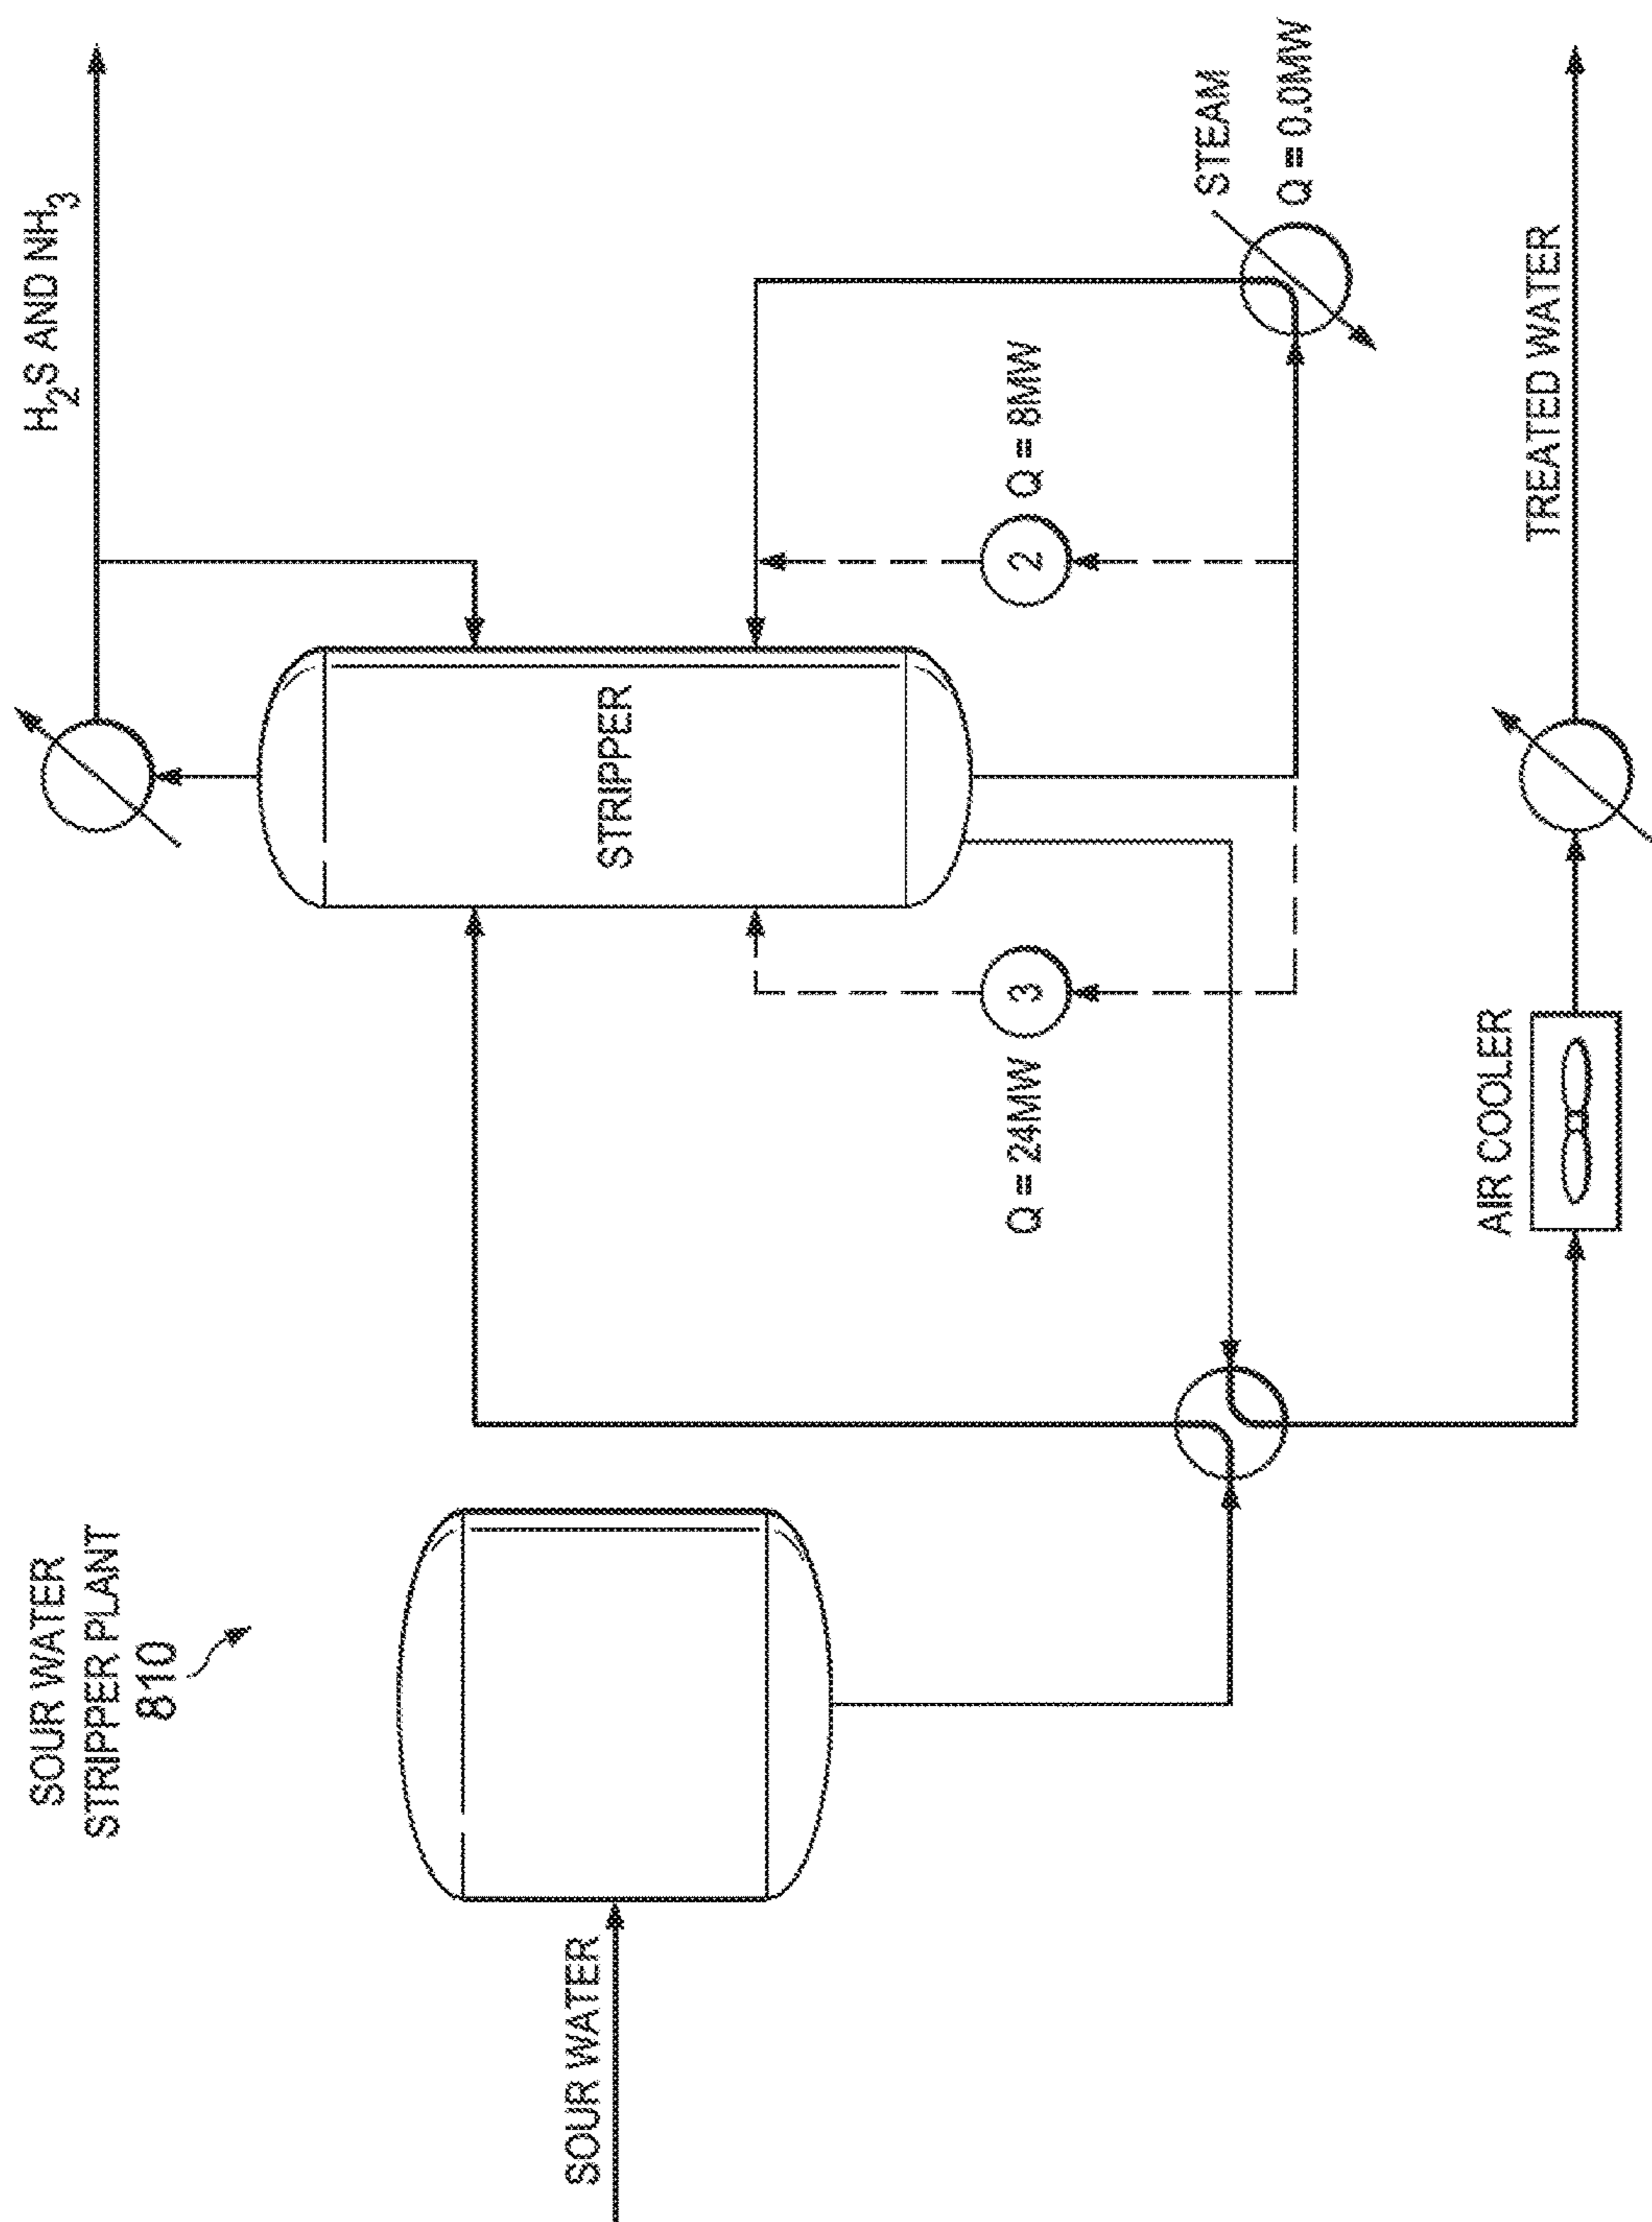 SOUR WATER
STRIPPER PLANT
810
SOUR WATER
H₂S AND NH₃
STRIPPER
Q = 24MW
3
2
Q = 8MW
STEAM
Q = 0.0MW
AIR COOLER
TREATED WATER